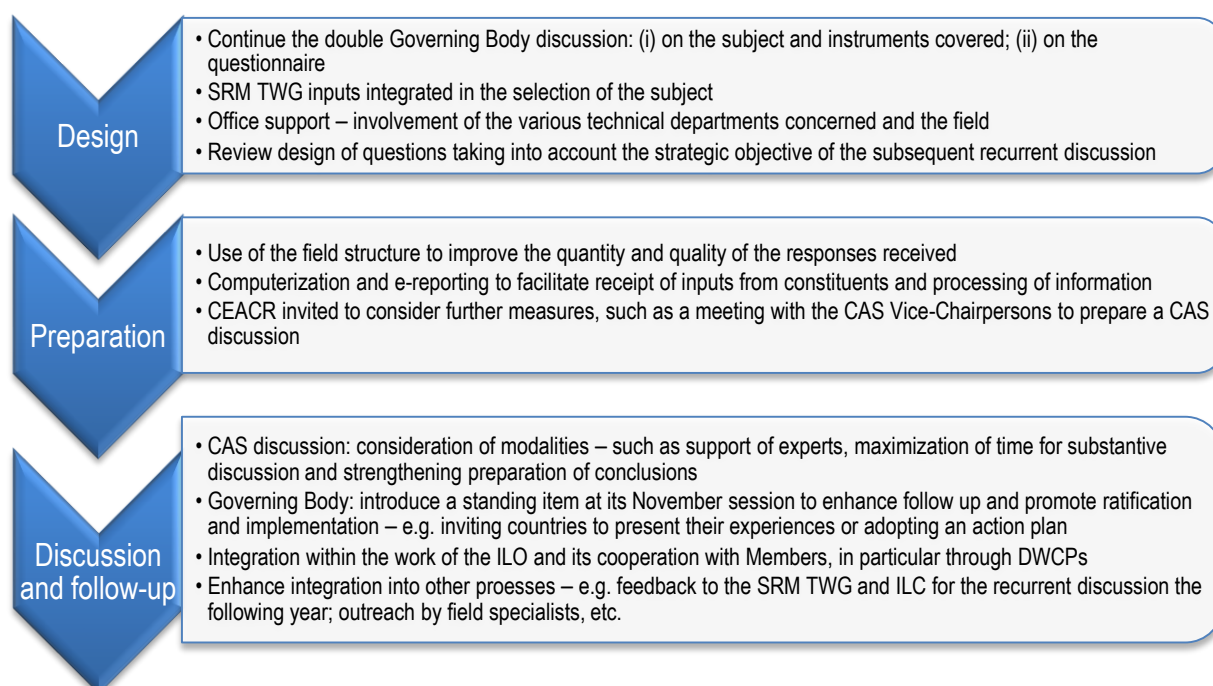 Design
• Continue the double Governing Body discussion: (i) on the subject and instruments covered; (ii) on the
questionnaire
• SRM TWG inputs integrated in the selection of the subject
• Office support – involvement of the various technical departments concerned and the field
• Review design of questions taking into account the strategic objective of the subsequent recurrent discussion
Preparation
• Use of the field structure to improve the quantity and quality of the responses received
• Computerization and e-reporting to facilitate receipt of inputs from constituents and processing of information
• CEACR invited to consider further measures, such as a meeting with the CAS Vice-Chairpersons to prepare a CAS
discussion
Discussion
and follow-up
• CAS discussion: consideration of modalities – such as support of experts, maximization of time for substantive
discussion and strengthening preparation of conclusions
• Governing Body: introduce a standing item at its November session to enhance follow up and promote ratification
and implementation – e.g. inviting countries to present their experiences or adopting an action plan
• Integration within the work of the ILO and its cooperation with Members, in particular through DWCPs
• Enhance integration into other proesses – e.g. feedback to the SRM TWG and ILC for the recurrent discussion the
following year; outreach by field specialists, etc.